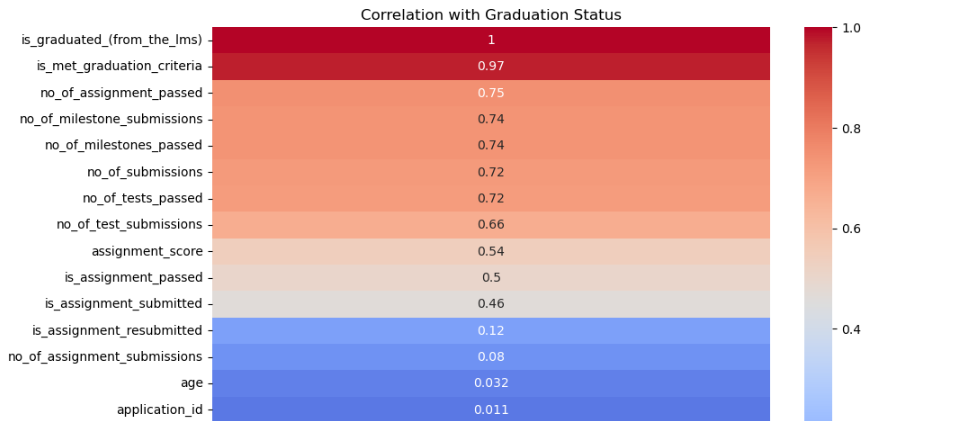 Correlation with Graduation Status
is_graduated_(from_the_lms)
1
is_met_graduation_criteria
0.97
no_of_assignment_passed
0.75
no_of_milestone_submissions
0.74
no_of_milestones_passed
0.74
no_of_submissions
0.72
no_of_tests_passed
0.72
no_of_test_submissions
0.66
assignment_score
0.54
is_assignment_passed
0.5
is_assignment_submitted
0.46
is_assignment_resubmitted
0.12
no_of_assignment_submissions
0.08
age
0.032
application_id
0.011
1.0
0.8
0.6
0.4